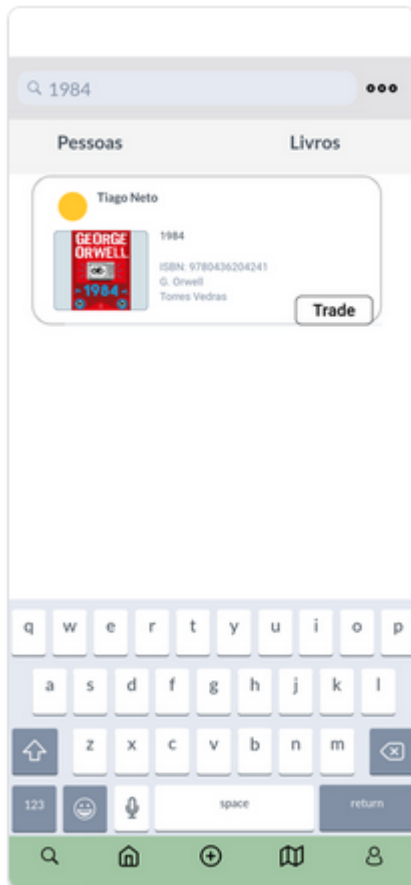 1984
Pessoas Livros
Tiago Neto
GEORGE
ORWELL
-1984-
1984
ISBN: 9780436204241
G. Orwell
Torres Vedras
Trade
q w e r t y u i o p
a s d f g h j k l
z x c v b n m
123 space return